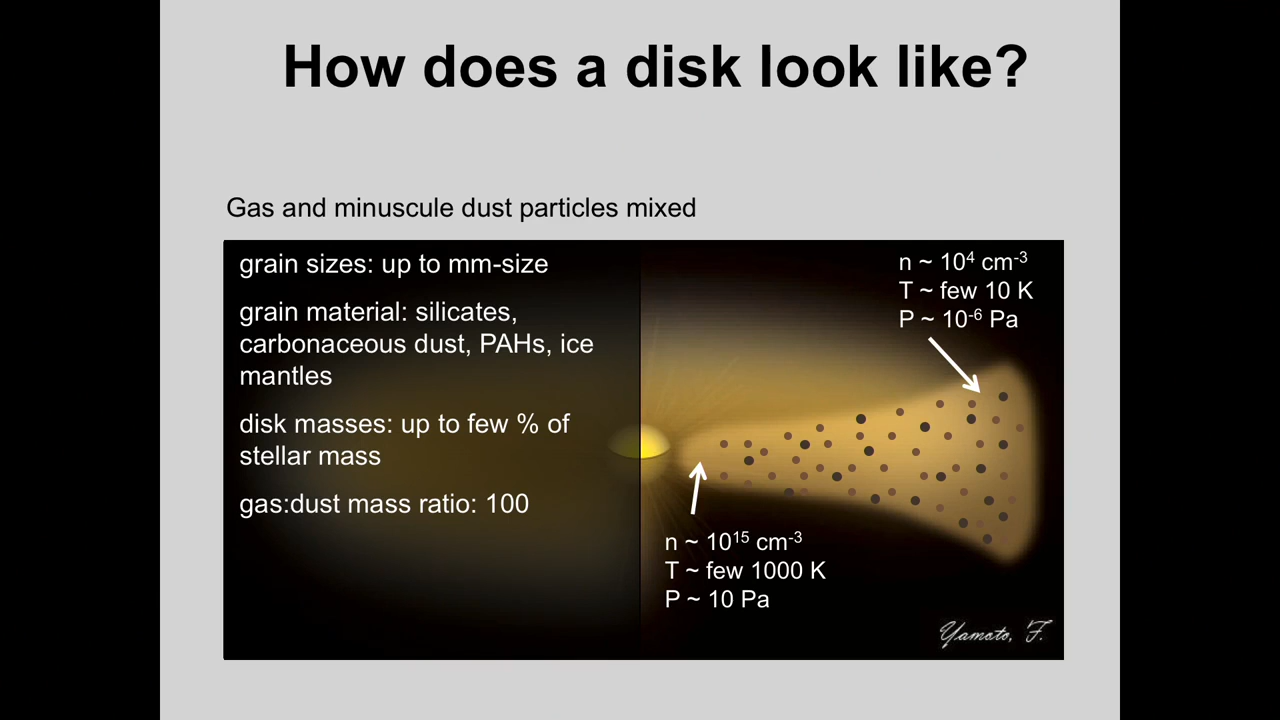 How does a disk look like?
Gas and minuscule dust particles mixed
grain sizes: up to mm-size
grain material: silicates,
carbonaceous dust, PAHs, ice
mantles
disk masses: up to few % of
stellar mass
gas:dust mass ratio: 100
n ~ 10⁴ cm⁻³
T ~ few 10 K
P ~ 10⁻⁶ Pa
n ~ 10¹⁵ cm⁻³
T ~ few 1000 K
P ~ 10 Pa
Yamoto, F.